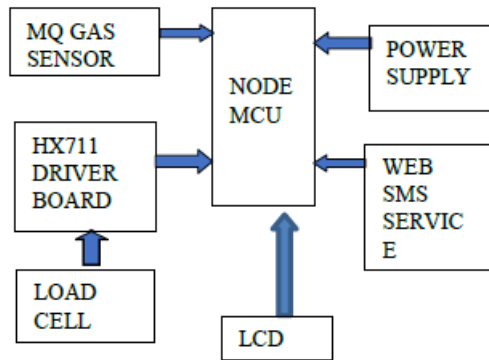 MQ GAS
SENSOR
NODE
MCU
POWER
SUPPLY
HX711
DRIVER
BOARD
WEB
SMS
SERVIC
E
LOAD
CELL
LCD